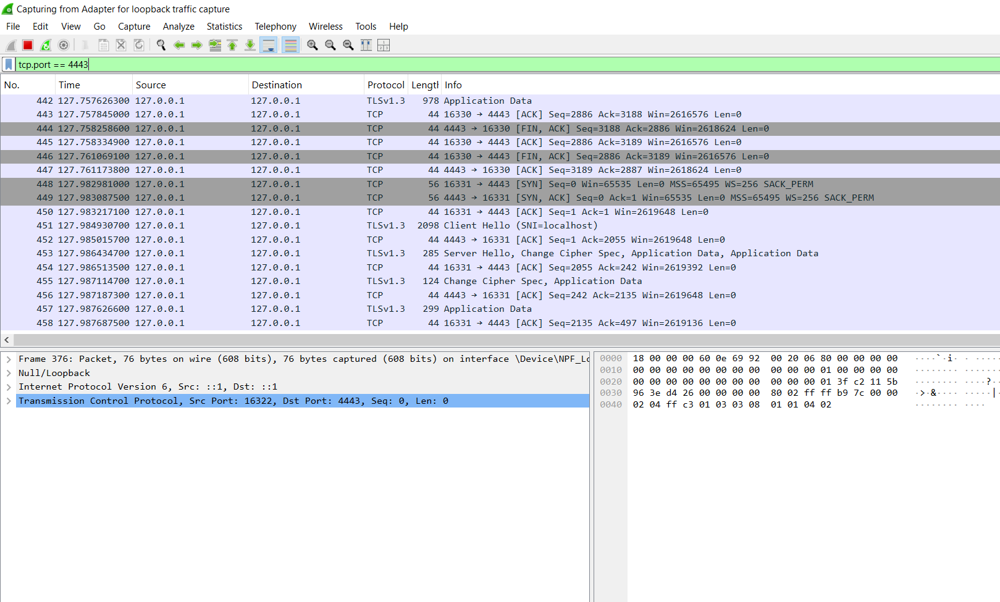 Capturing from Adapter for loopback traffic capture
File Edit View Go Capture Analyze Statistics Telephony Wireless Tools Help
tcp.port == 4443
No. Time Source Destination Protocol Length Info
442 127.757626300 127.0.0.1 127.0.0.1 TLSv1.3 978 Application Data
443 127.757845000 127.0.0.1 127.0.0.1 TCP 44 16330 → 4443 [ACK] Seq=2886 Ack=3188 Win=2616576 Len=0
444 127.758258600 127.0.0.1 127.0.0.1 TCP 44 4443 → 16330 [FIN, ACK] Seq=3188 Ack=2886 Win=2618624 Len=0
445 127.758334900 127.0.0.1 127.0.0.1 TCP 44 16330 → 4443 [ACK] Seq=2886 Ack=3189 Win=2616576 Len=0
446 127.761069100 127.0.0.1 127.0.0.1 TCP 44 16330 → 4443 [FIN, ACK] Seq=2886 Ack=3189 Win=2616576 Len=0
447 127.761173800 127.0.0.1 127.0.0.1 TCP 44 4443 → 16330 [ACK] Seq=3189 Ack=2887 Win=2618624 Len=0
448 127.982981000 127.0.0.1 127.0.0.1 TCP 56 16331 → 4443 [SYN] Seq=0 Win=65535 Len=0 MSS=65495 WS=256 SACK_PERM
449 127.983087500 127.0.0.1 127.0.0.1 TCP 56 4443 → 16331 [SYN, ACK] Seq=0 Ack=1 Win=65535 Len=0 MSS=65495 WS=256 SACK_PERM
450 127.983217100 127.0.0.1 127.0.0.1 TCP 44 16331 → 4443 [ACK] Seq=1 Ack=1 Win=2619648 Len=0
451 127.984930700 127.0.0.1 127.0.0.1 TLSv1.3 2098 Client Hello (SNI=localhost)
452 127.985015700 127.0.0.1 127.0.0.1 TCP 44 4443 → 16331 [ACK] Seq=1 Ack=2055 Win=2619648 Len=0
453 127.986434700 127.0.0.1 127.0.0.1 TLSv1.3 285 Server Hello, Change Cipher Spec, Application Data, Application Data
454 127.986513500 127.0.0.1 127.0.0.1 TCP 44 16331 → 4443 [ACK] Seq=2055 Ack=242 Win=2619392 Len=0
455 127.987114700 127.0.0.1 127.0.0.1 TLSv1.3 124 Change Cipher Spec, Application Data
456 127.987187300 127.0.0.1 127.0.0.1 TCP 44 4443 → 16331 [ACK] Seq=242 Ack=2135 Win=2619648 Len=0
457 127.987626600 127.0.0.1 127.0.0.1 TLSv1.3 299 Application Data
458 127.987687500 127.0.0.1 127.0.0.1 TCP 44 16331 → 4443 [ACK] Seq=2135 Ack=497 Win=2619136 Len=0
Frame 376: Packet, 76 bytes on wire (608 bits), 76 bytes captured (608 bits) on interface \Device\NPF_Lo
Null/Loopback
Internet Protocol Version 6, Src: ::1, Dst: ::1
Transmission Control Protocol, Src Port: 16322, Dst Port: 4443, Seq: 0, Len: 0
0000 18 00 00 00 60 0e 69 92 00 20 06 80 00 00 00 00 ····`·i· · ·····
0010 00 00 00 00 00 00 00 00 00 00 00 01 00 00 00 00 ········ ·······
0020 00 00 00 00 00 00 00 00 00 00 00 01 3f c2 11 5b ········ ····?··
0030 96 3e d4 26 00 00 00 00 80 02 ff ff b9 7c 00 00 ·>·&···· ·····|·
0040 02 04 ff c3 01 03 03 08 01 01 04 02 ········ ····